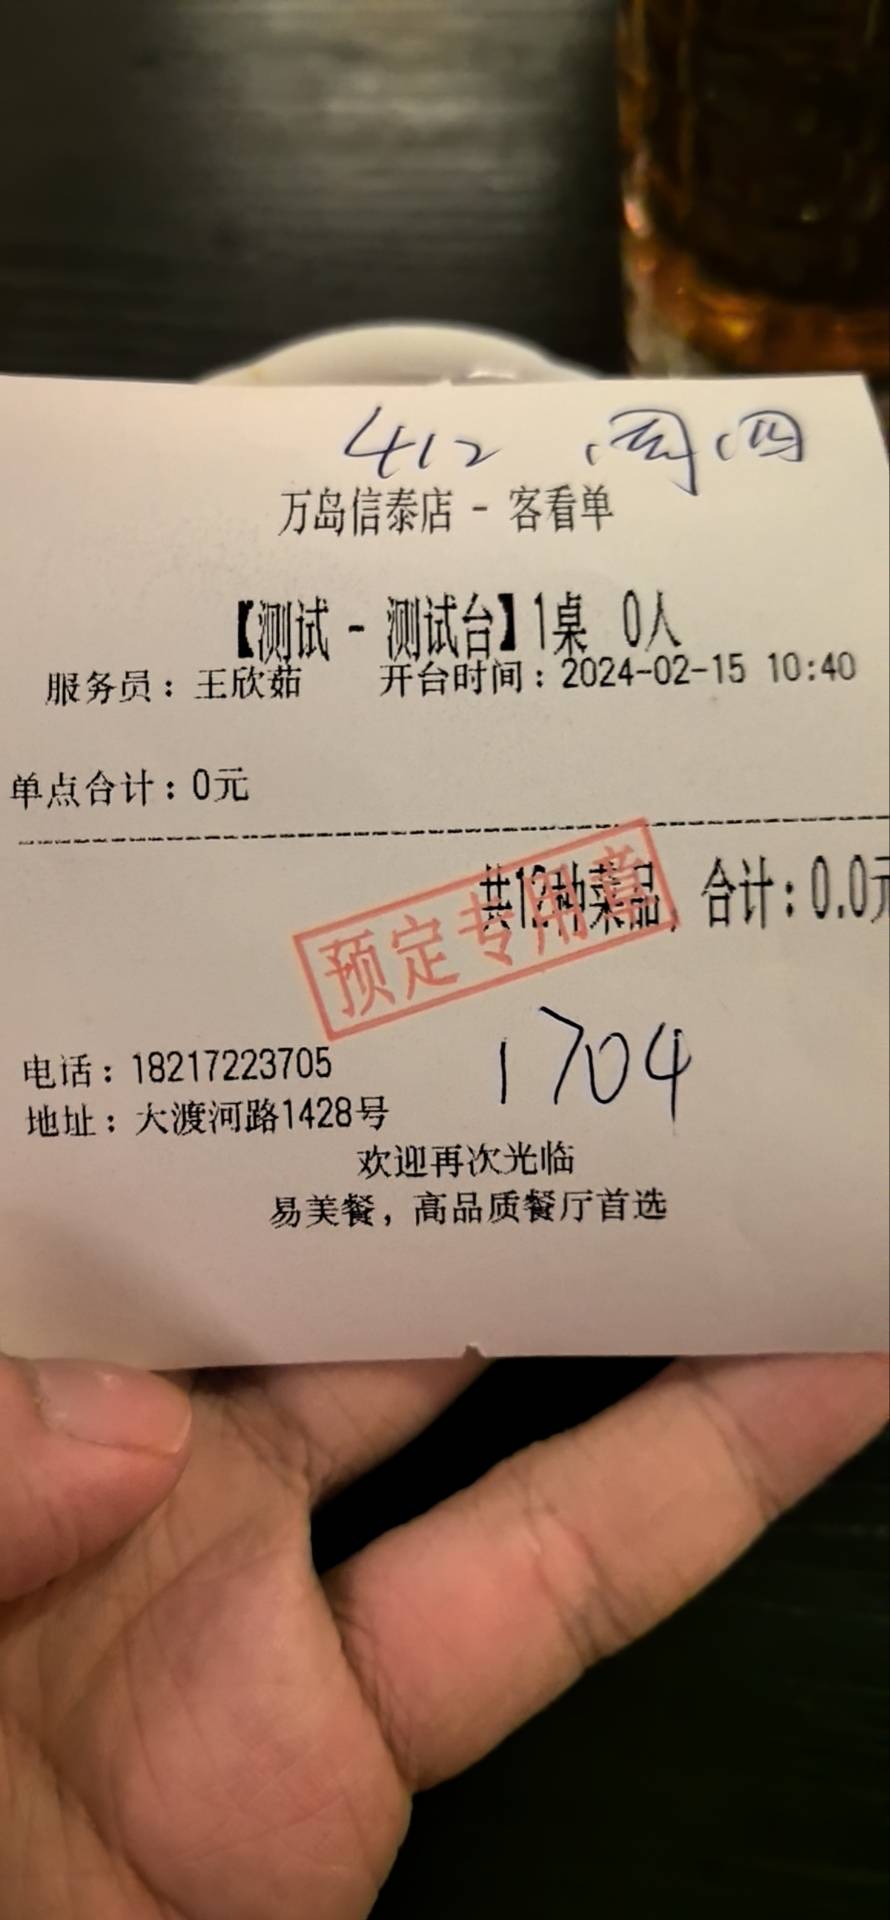 412
万岛信泰店 - 客看单
【测试 - 测试台】1桌 0人
服务员：王欣茹 开台时间：2024-02-15 10:40
单点合计：0元
共12种菜品，合计：0.0元
预定专用章
1704
电话：18217223705
地址：大渡河路1428号
欢迎再次光临
易美餐，高品质餐厅首选